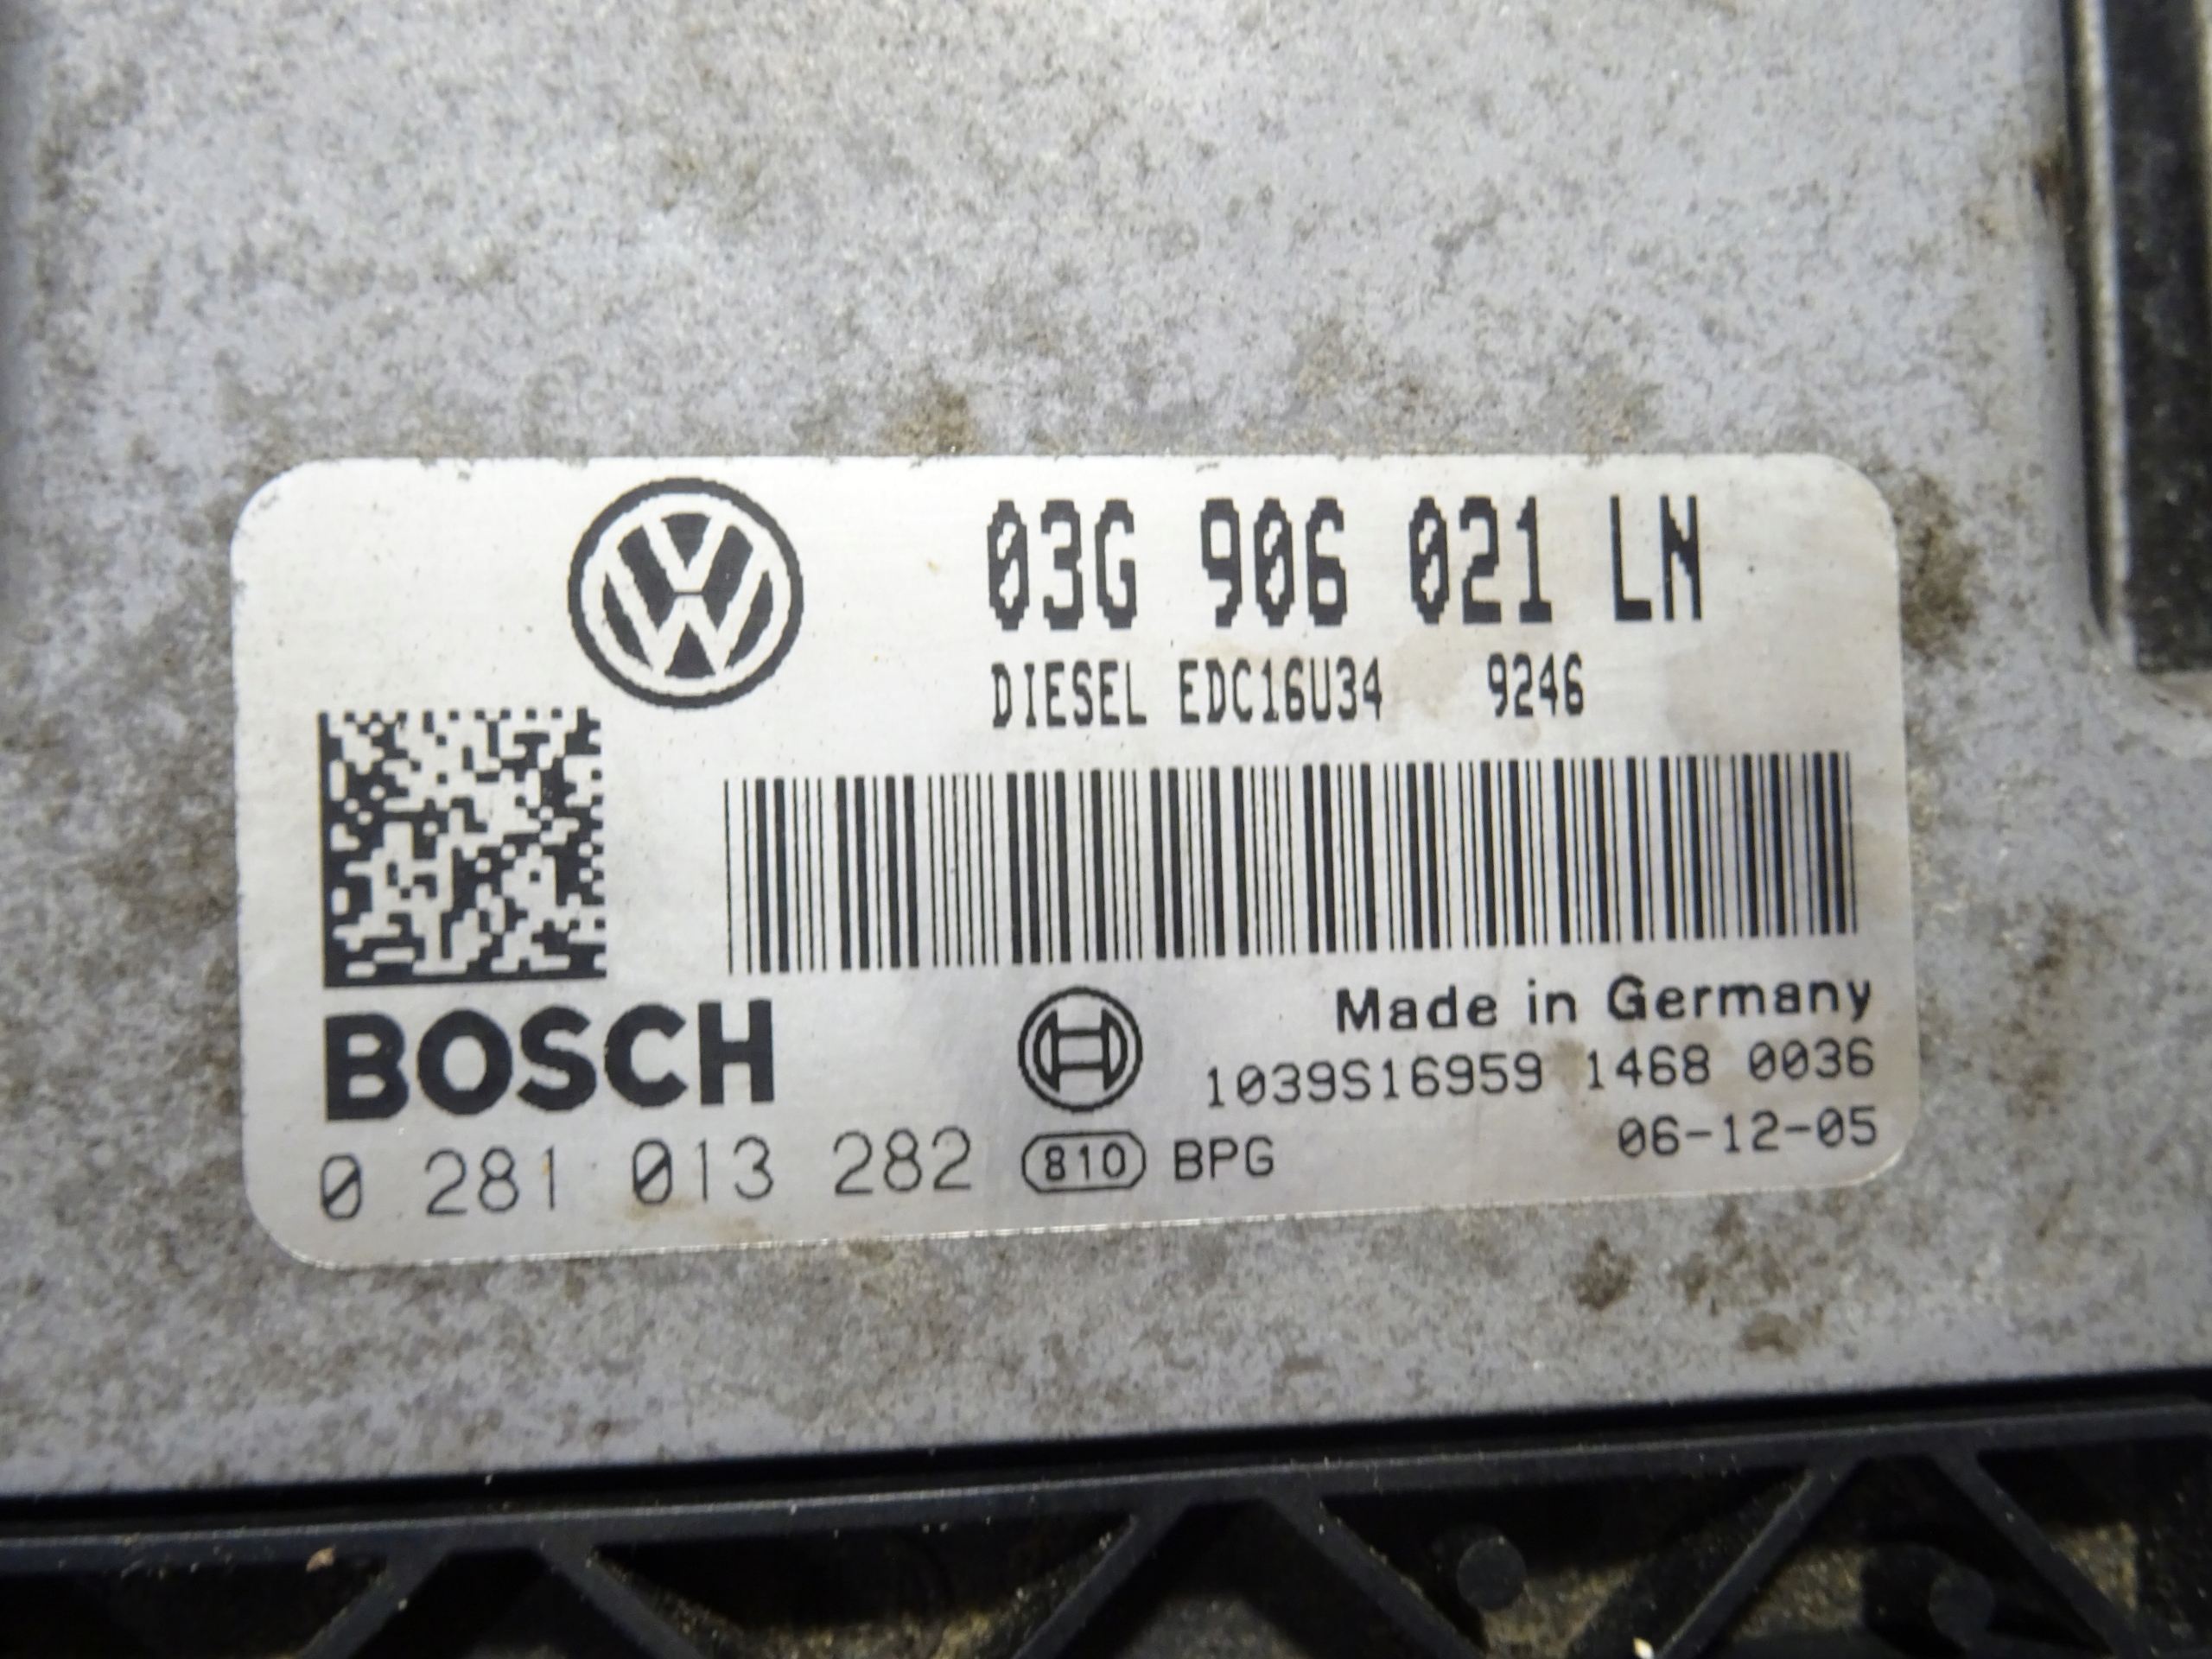 03G 906 021 LN
DIESEL EDC16U34 9246
Made in Germany
BOSCH
1039S16959 1468 0036
06-12-05
0 281 013 282 810 BPG